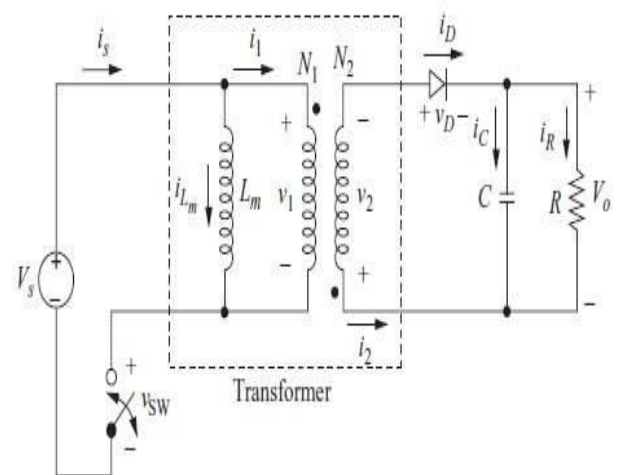 i_s
i_1
N_1
N_2
i_D
+ v_D −
i_C
i_R
+
+
−
i_{L_m}
L_m
v_1
v_2
C
R
V_o
−
+
V_s
+
−
−
i_2
+
v_SW
−
Transformer